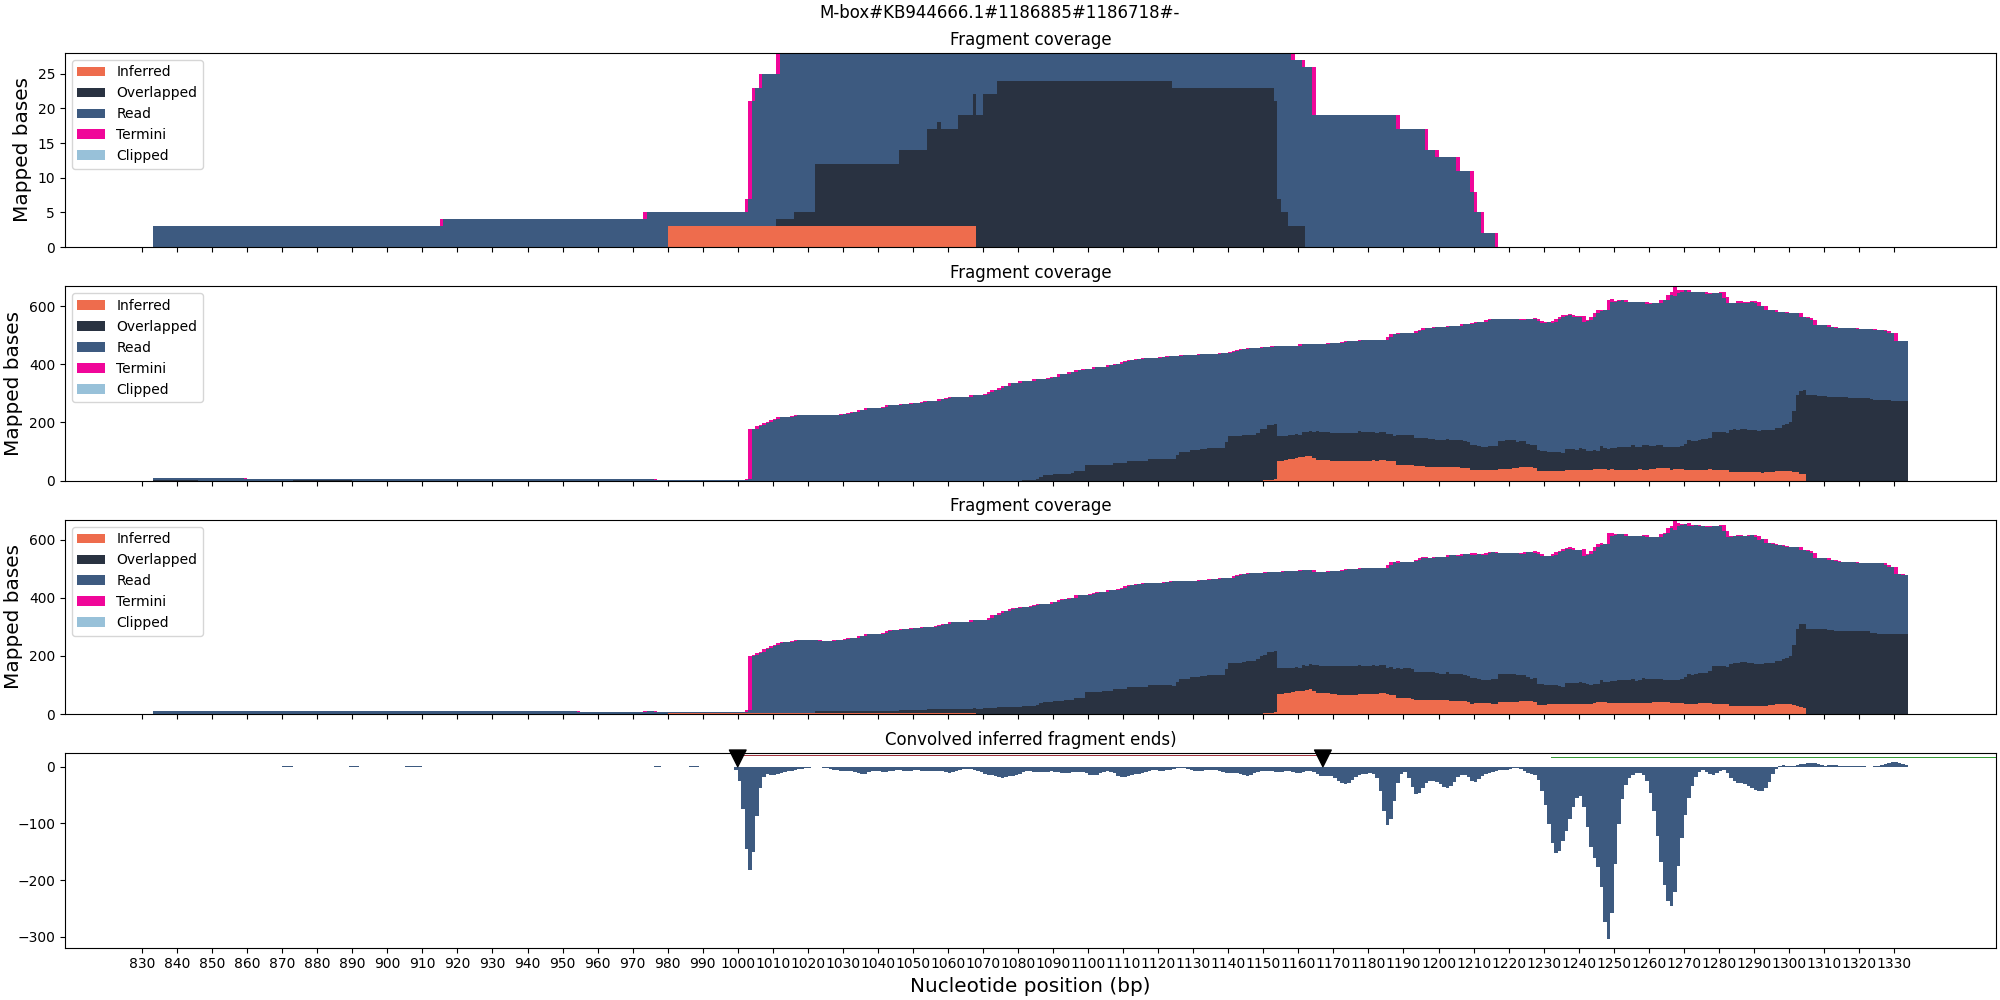 M-box#KB944666.1#1186885#1186718#-
Fragment coverage
Mapped bases
25
20
15
10
5
0
Inferred
Overlapped
Read
Termini
Clipped
Fragment coverage
Mapped bases
600
400
200
0
Inferred
Overlapped
Read
Termini
Clipped
Fragment coverage
Mapped bases
600
400
200
0
Inferred
Overlapped
Read
Termini
Clipped
Convolved inferred fragment ends)
0
−100
−200
−300
830 840 850 860 870 880 890 900 910 920 930 940 950 960 970 980 990 1000 1010 1020 1030 1040 1050 1060 1070 1080 1090 1100 1110 1120 1130 1140 1150 1160 1170 1180 1190 1200 1210 1220 1230 1240 1250 1260 1270 1280 1290 1300 1310 1320 1330
Nucleotide position (bp)